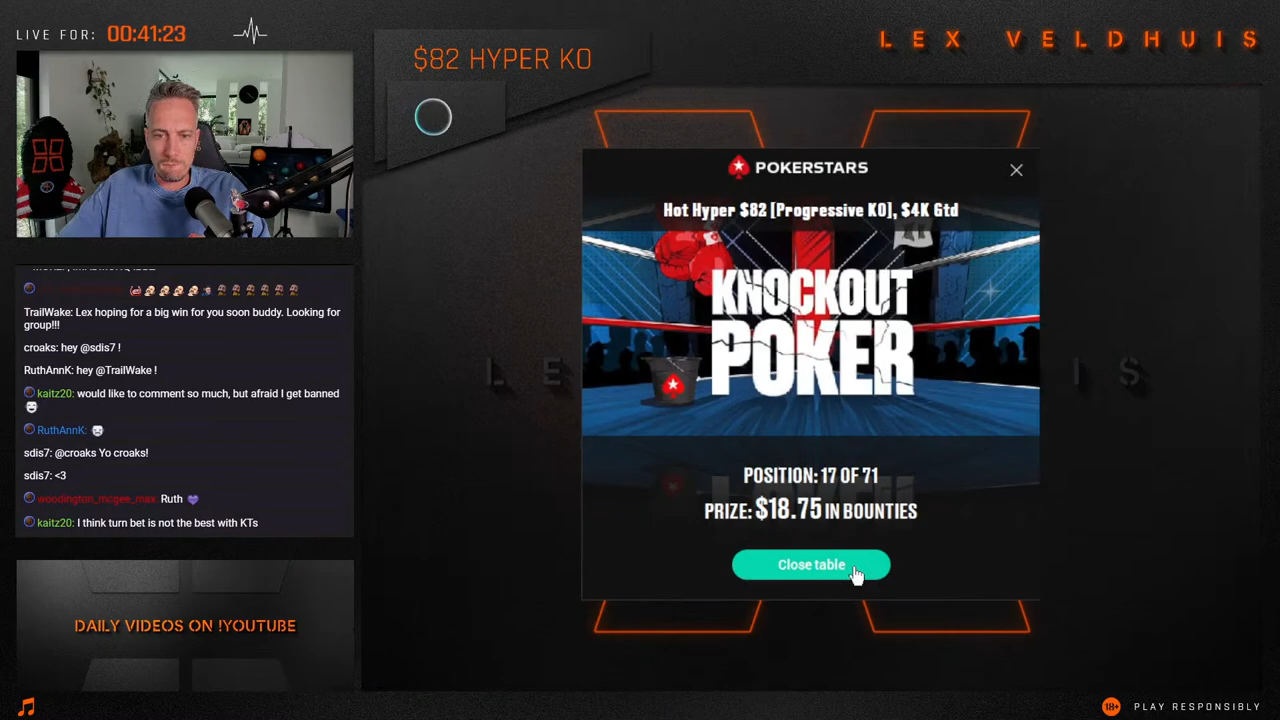 LIVE FOR: 00:41:23
$82 HYPER KO
LEX VELDHUIS
POKERSTARS
Hot Hyper $82 [Progressive KO], $4K Gtd
KNOCKOUT
POKER
POSITION: 17 OF 71
PRIZE: $18.75 IN BOUNTIES
Close table
TrailWake: Lex hoping for a big win for you soon buddy. Looking for
group!!!
croaks: hey @sdis7 !
RuthAnnK: hey @TrailWake !
kaitz20: would like to comment so much, but afraid I get banned
RuthAnnK:
sdis7: @croaks Yo croaks!
sdis7: <3
woodington_mcgee_max: Ruth 💜
kaitz20: I think turn bet is not the best with KTs
DAILY VIDEOS ON !YOUTUBE
18+ PLAY RESPONSIBLY